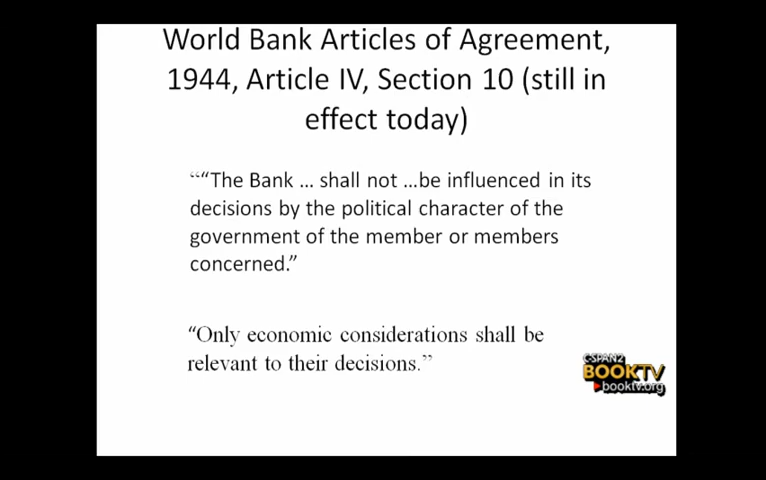 World Bank Articles of Agreement,
1944, Article IV, Section 10 (still in
effect today)
““The Bank … shall not …be influenced in its
decisions by the political character of the
government of the member or members
concerned.”
“Only economic considerations shall be
relevant to their decisions.”
C-SPAN2
BOOKTV
booktv.org